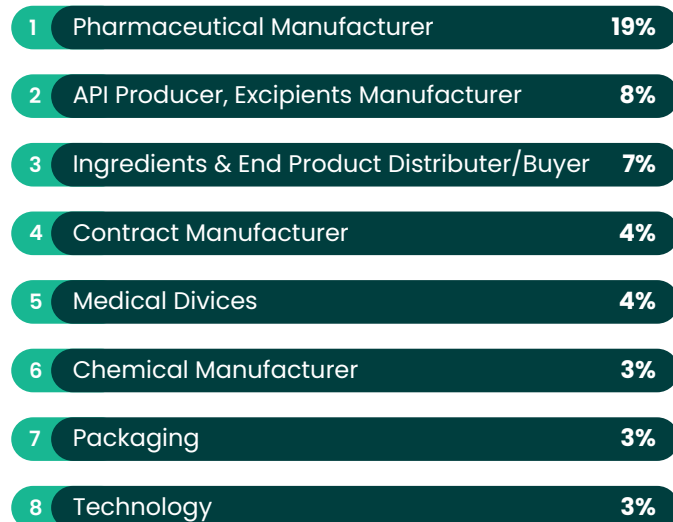 1 Pharmaceutical Manufacturer 19%
2 API Producer, Excipients Manufacturer 8%
3 Ingredients & End Product Distributer/Buyer 7%
4 Contract Manufacturer 4%
5 Medical Divices 4%
6 Chemical Manufacturer 3%
7 Packaging 3%
8 Technology 3%